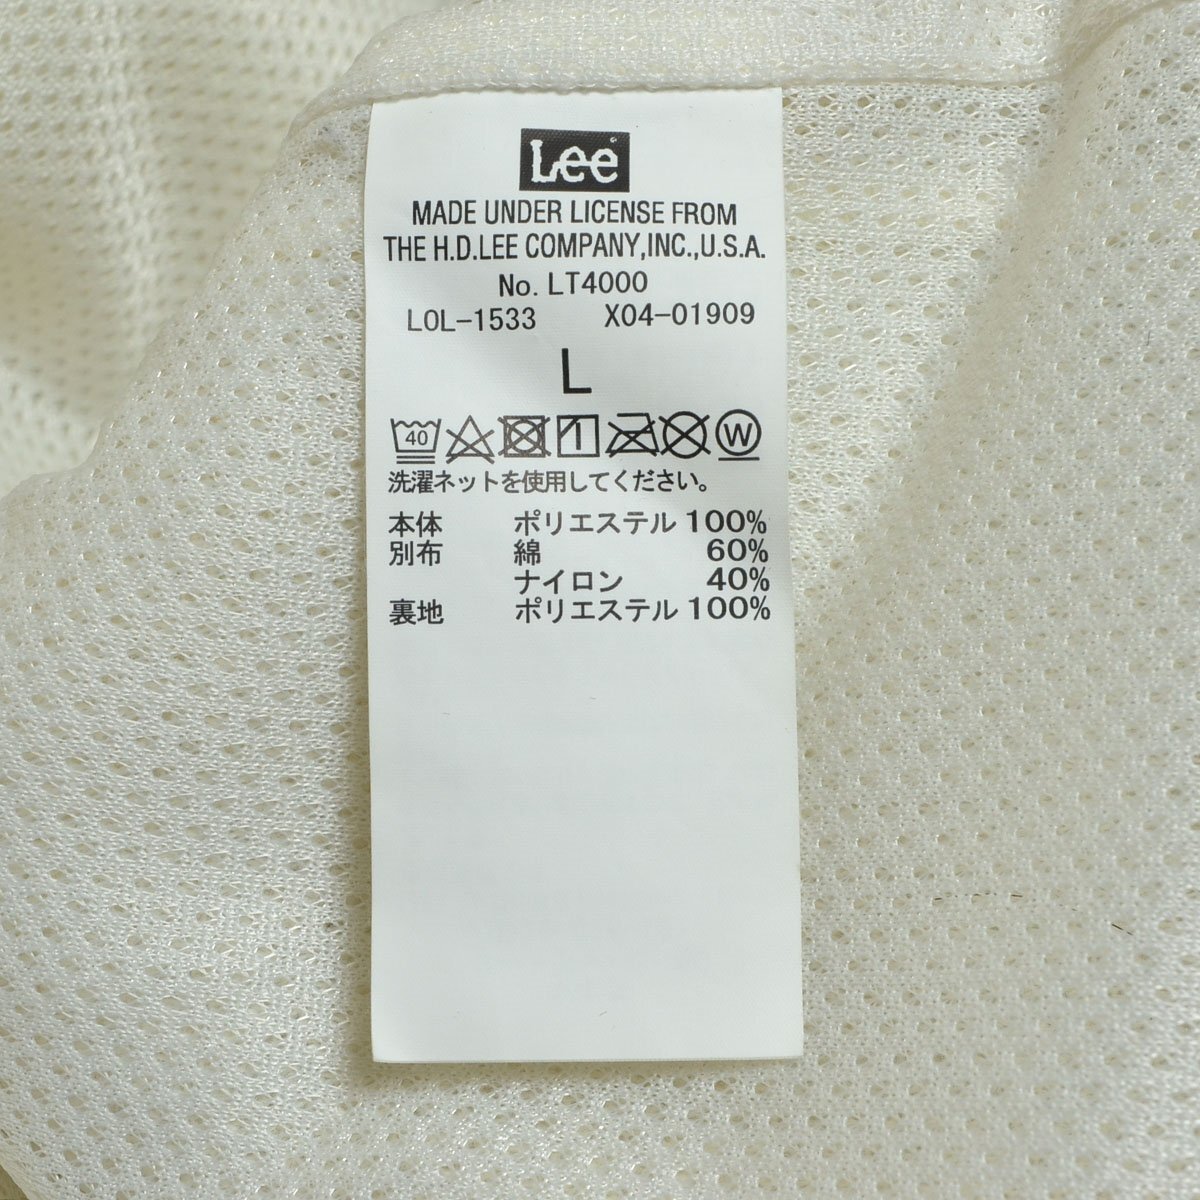 Lee
MADE UNDER LICENSE FROM
THE H.D.LEE COMPANY,INC.,U.S.A.
No. LT4000
LOL-1533 X04-01909
L
40 W
洗濯ネットを使用してください。
本体 ポリエステル 100%
別布 綿 60%
ナイロン 40%
裏地 ポリエステル 100%